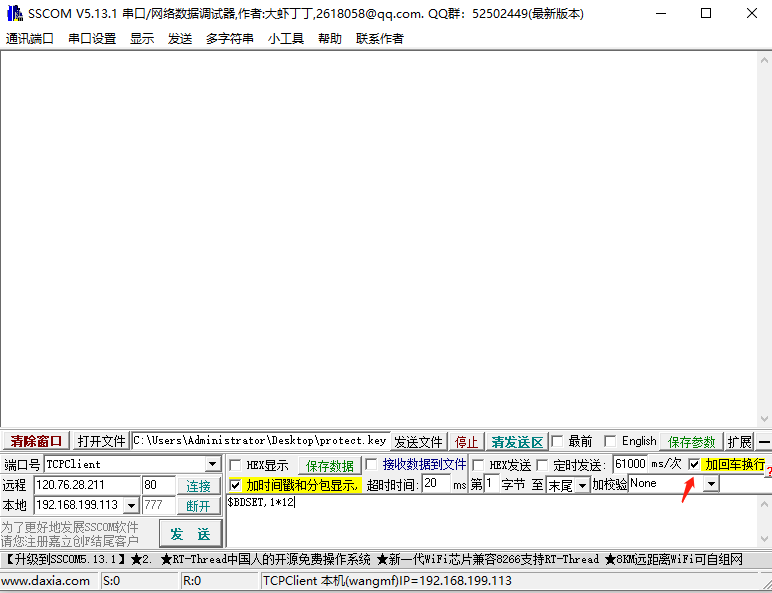 SSCOM V5.13.1 串口/网络数据调试器,作者:大虾丁丁,2618058@qq.com. QQ群: 52502449(最新版本)
通讯端口 串口设置 显示 发送 多字符串 小工具 帮助 联系作者
清除窗口 打开文件 C:\Users\Administrator\Desktop\protect.key 发送文件 停止 清发送区 最前 English 保存参数 扩展
端口号 TCPClient HEX显示 保存数据 接收数据到文件 HEX发送 定时发送: 61000 ms/次 加回车换行
远程 120.76.28.211 80 连接 加时间戳和分包显示, 超时时间: 20 ms 第1 字节 至 末尾 加校验 None
本地 192.168.199.113 777 断开 $BDSET,1*12
为了更好地发展SSCOM软件
请您注册嘉立创F结尾客户 发 送
【升级到SSCOM5.13.1】★2. ★RT-Thread中国人的开源免费操作系统 ★新一代WiFi芯片兼容8266支持RT-Thread ★8KM远距离WiFi可自组网
www.daxia.com S:0 R:0 TCPClient 本机(wangmf)IP=192.168.199.113